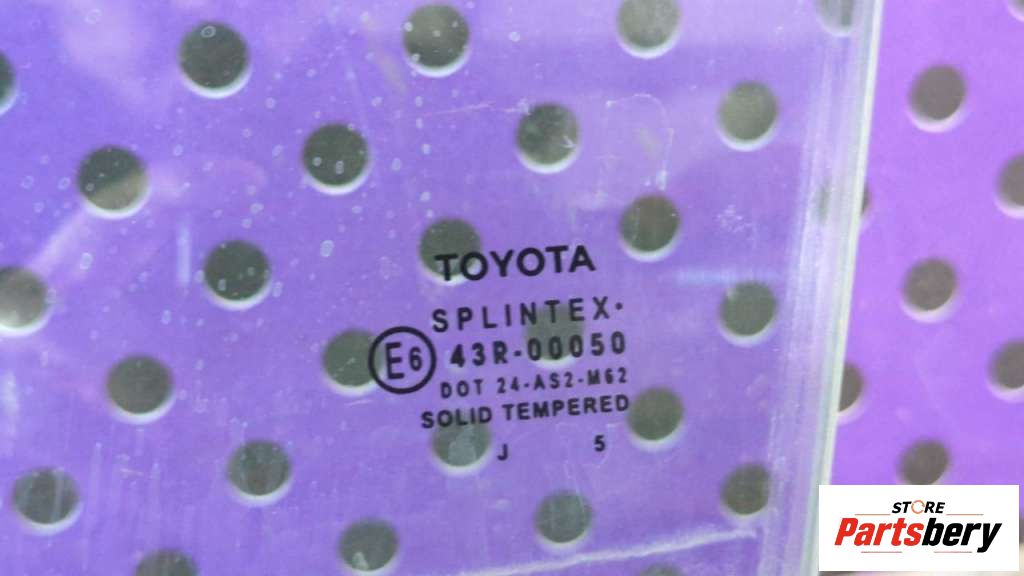 TOYOTA
SPLINTEX·
E6 43R-00050
DOT 24-AS2-M62
SOLID TEMPERED
J 5
STORE
Partsbery